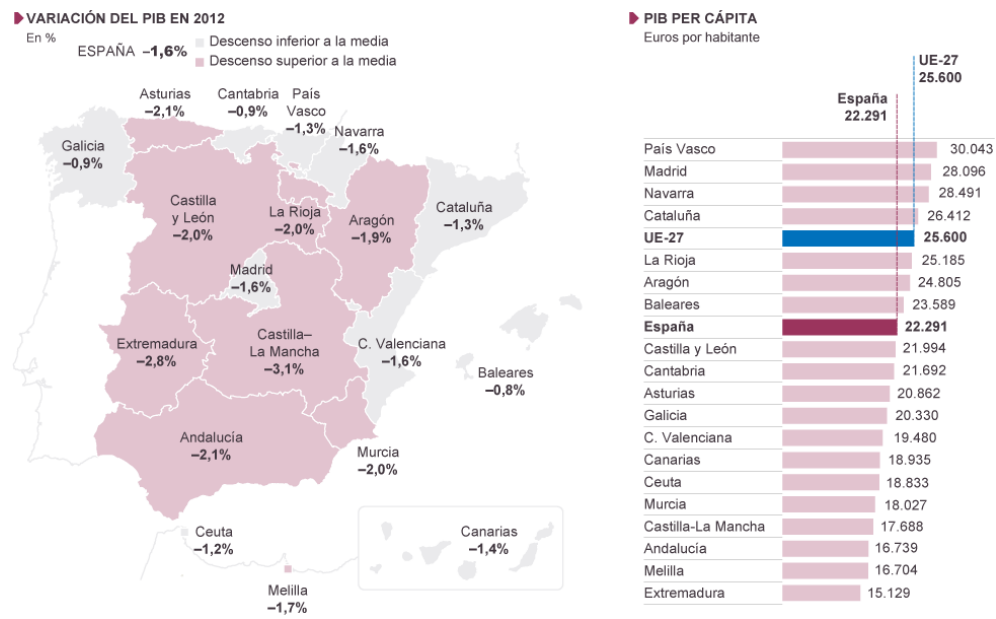 VARIACIÓN DEL PIB EN 2012
En %
ESPAÑA –1,6%
Descenso inferior a la media
Descenso superior a la media
Asturias
–2,1%
Cantabria
–0,9%
País
Vasco
–1,3%
Navarra
–1,6%
Galicia
–0,9%
Castilla
y León
–2,0%
La Rioja
–2,0%
Aragón
–1,9%
Cataluña
–1,3%
Madrid
–1,6%
Extremadura
–2,8%
Castilla–
La Mancha
–3,1%
C. Valenciana
–1,6%
Baleares
–0,8%
Andalucía
–2,1%
Murcia
–2,0%
Ceuta
–1,2%
Canarias
–1,4%
Melilla
–1,7%
PIB PER CÁPITA
Euros por habitante
UE-27
25.600
España
22.291
País Vasco 30.043
Madrid 28.096
Navarra 28.491
Cataluña 26.412
UE-27 25.600
La Rioja 25.185
Aragón 24.805
Baleares 23.589
España 22.291
Castilla y León 21.994
Cantabria 21.692
Asturias 20.862
Galicia 20.330
C. Valenciana 19.480
Canarias 18.935
Ceuta 18.833
Murcia 18.027
Castilla-La Mancha 17.688
Andalucía 16.739
Melilla 16.704
Extremadura 15.129